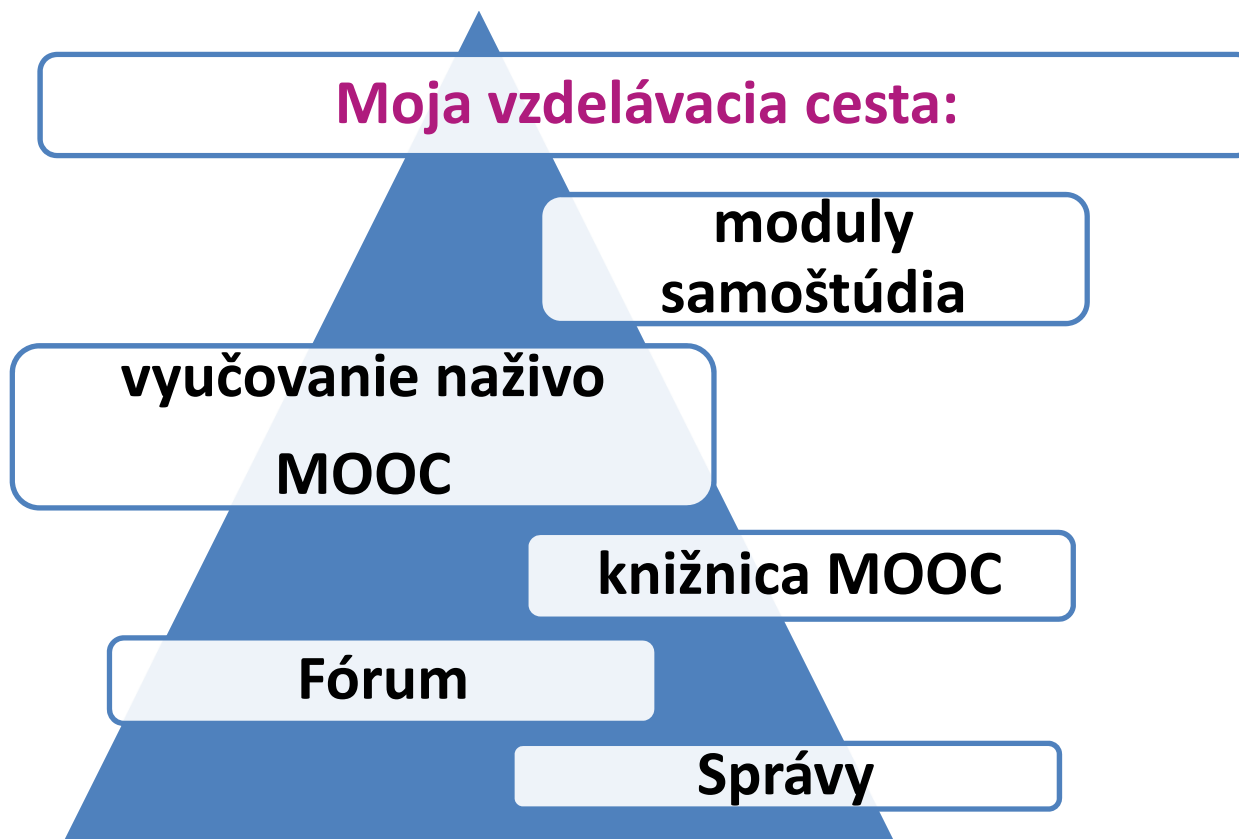 Moja vzdelávacia cesta:
moduly
samoštúdia
vyučovanie naživo
MOOC
knižnica MOOC
Fórum
Správy